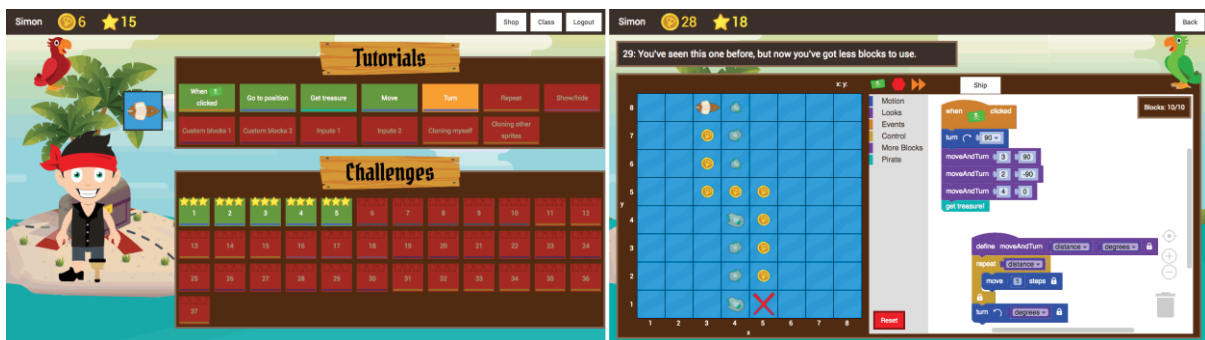 Simon 6 15 Shop Class Logout
Tutorials
When clicked Go to position Get treasure Move Turn Repeat Show/hide
Custom blocks 1 Custom blocks 2 Inputs 1 Inputs 2 Cloning myself Cloning other sprites
Challenges
1 2 3 4 5 6 7 8 9 10 11 12
13 14 15 16 17 18 19 20 21 22 23 24
25 26 27 28 29 30 31 32 33 34 35 36
37
Simon 28 18 Back
29: You've seen this one before, but now you've got less blocks to use.
x: y:
Ship
8
7
6
5
y
4
3
2
1
1 2 3 4 5 6 7 8
x
Motion
Looks
Events
Control
More Blocks
Pirate
Reset
Blocks: 10/10
when clicked
turn 90
moveAndTurn 3 90
moveAndTurn 2 -90
moveAndTurn 4 0
get treasure!
define moveAndTurn distance degrees
repeat distance
move 1 steps
turn degrees